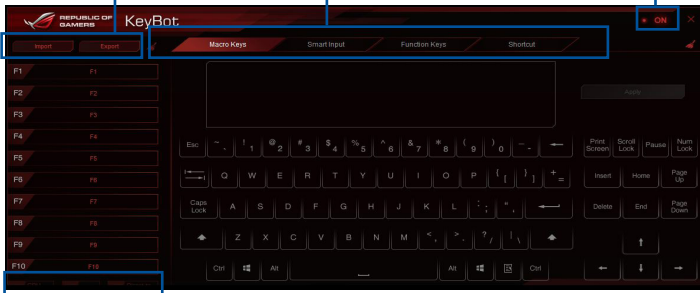 REPUBLIC OF
GAMERS
KeyBot
ON
Import Export
Macro Keys Smart Input Function Keys Shortcut
F1 F1
F2 F2
Apply
F3 F3
F4 F4
Esc ~ ` ! 1 @ 2 # 3 $ 4 % 5 ^ 6 & 7 * 8 ( 9 ) 0 _ - Print Screen Scroll Lock Pause Num Lock
F5 F5
F6 F6
Q W E R T Y U I O P { [ } ] + = Insert Home Page Up
F7 F7
Caps Lock A S D F G H J K L : ; " , Delete End Page Down
F8 F8
F9 F9
Z X C V B N M < , > . ? / | \
F10 F10
Ctrl Alt Alt Ctrl